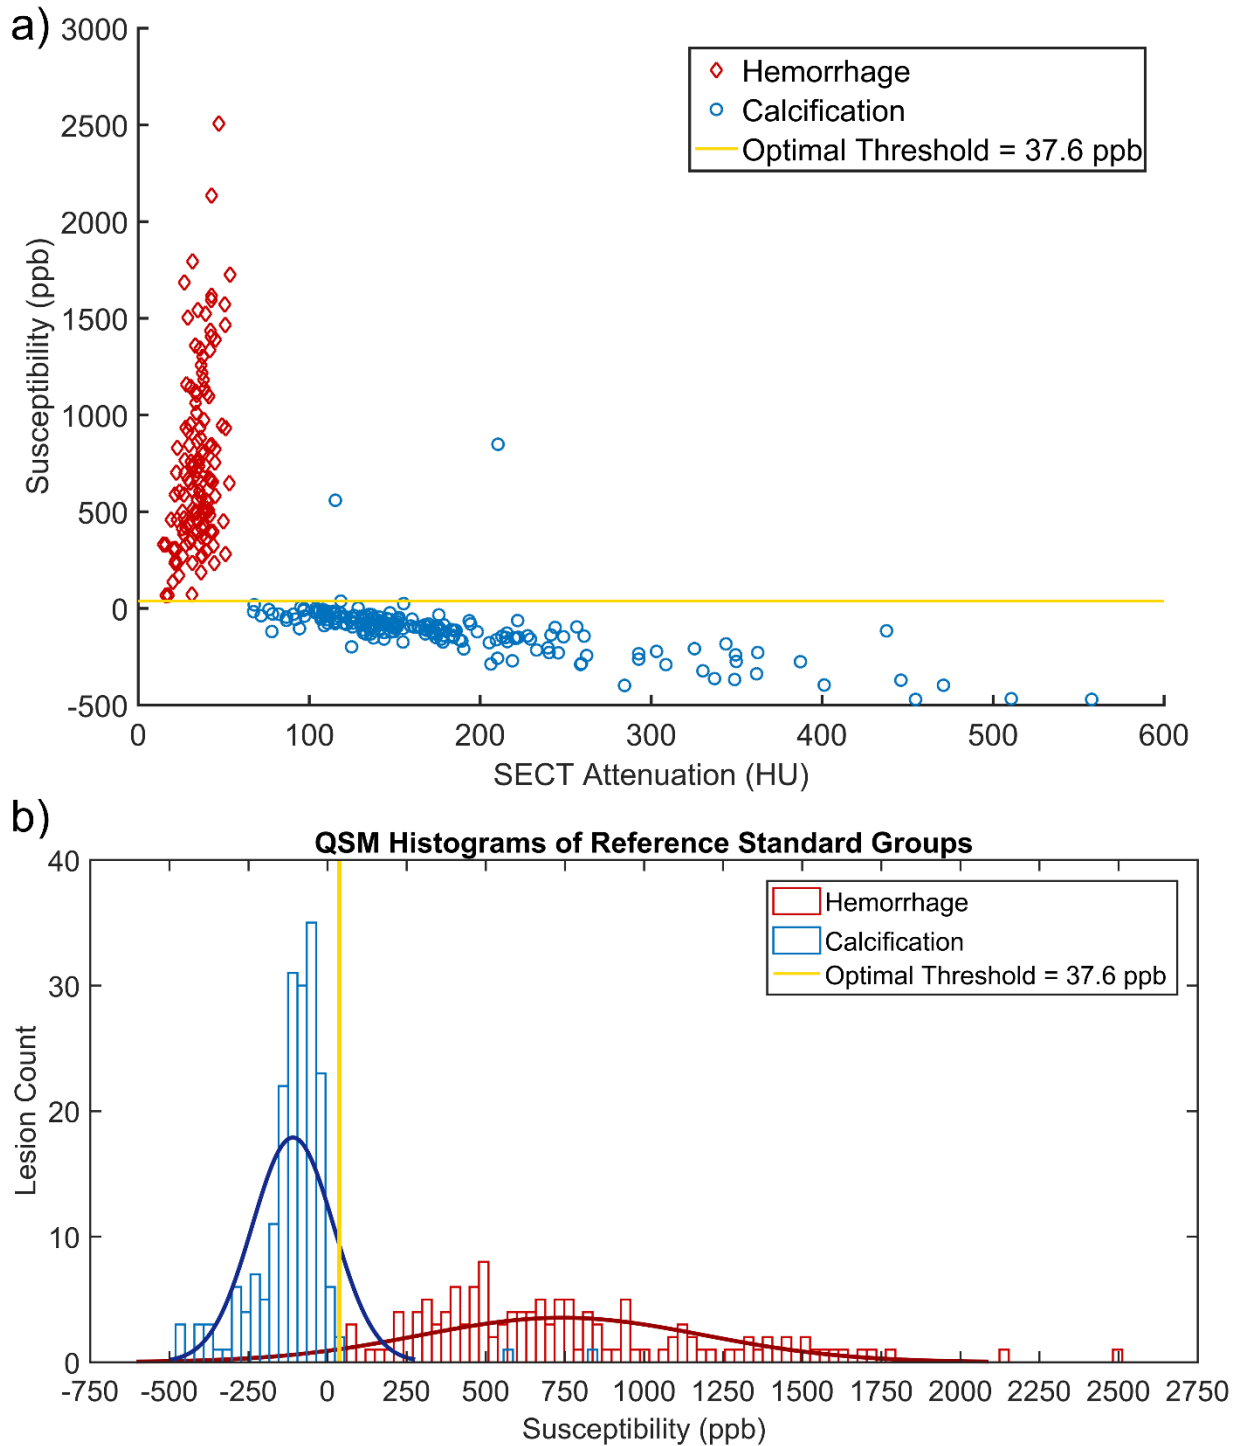 a)
3000
2500
2000
1500
1000
500
0
-500
Susceptibility (ppb)
Hemorrhage
Calcification
Optimal Threshold = 37.6 ppb
0 100 200 300 400 500 600
SECT Attenuation (HU)
b)
QSM Histograms of Reference Standard Groups
40
30
20
10
0
Lesion Count
Hemorrhage
Calcification
Optimal Threshold = 37.6 ppb
-750 -500 -250 0 250 500 750 1000 1250 1500 1750 2000 2250 2500 2750
Susceptibility (ppb)